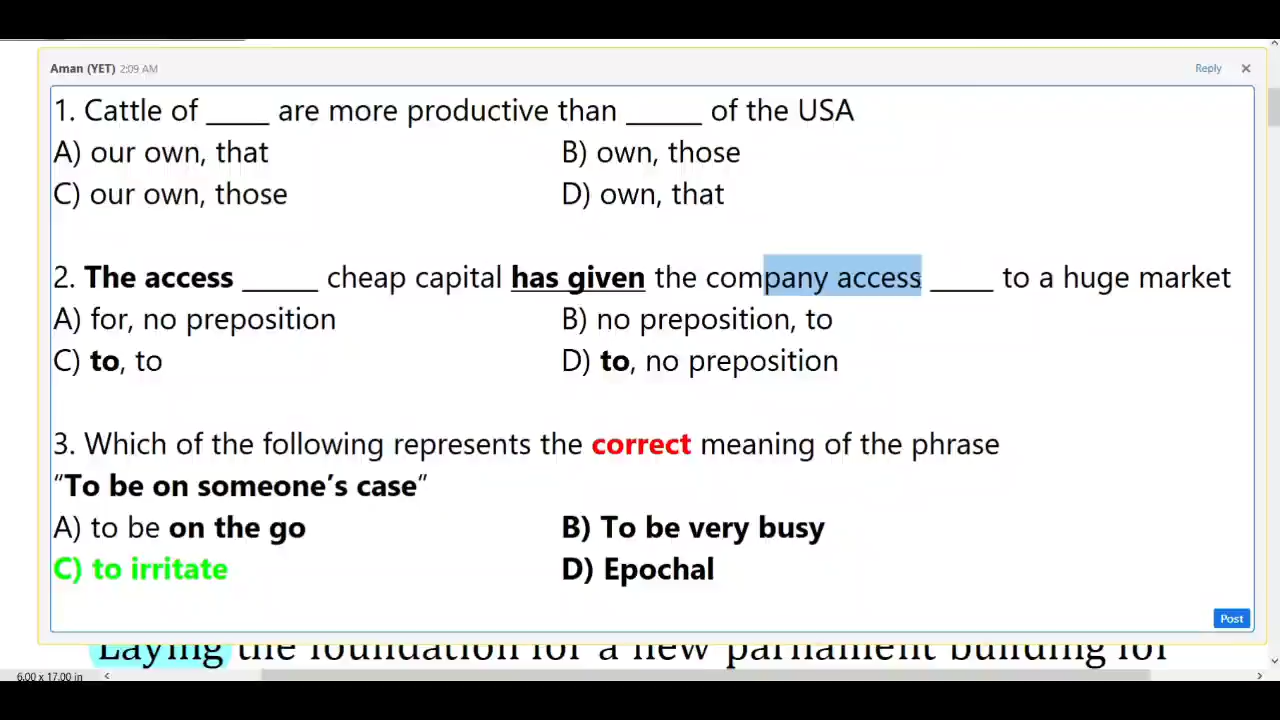 Aman (YET) 2:09 AM Reply
1. Cattle of _____ are more productive than ______ of the USA
A) our own, that B) own, those
C) our own, those D) own, that
2. The access ______ cheap capital has given the company access _____ to a huge market
A) for, no preposition B) no preposition, to
C) to, to D) to, no preposition
3. Which of the following represents the correct meaning of the phrase
“To be on someone’s case”
A) to be on the go B) To be very busy
C) to irritate D) Epochal
Post
Laying the foundation for a new parliament building for
6.00 x 17.00 in